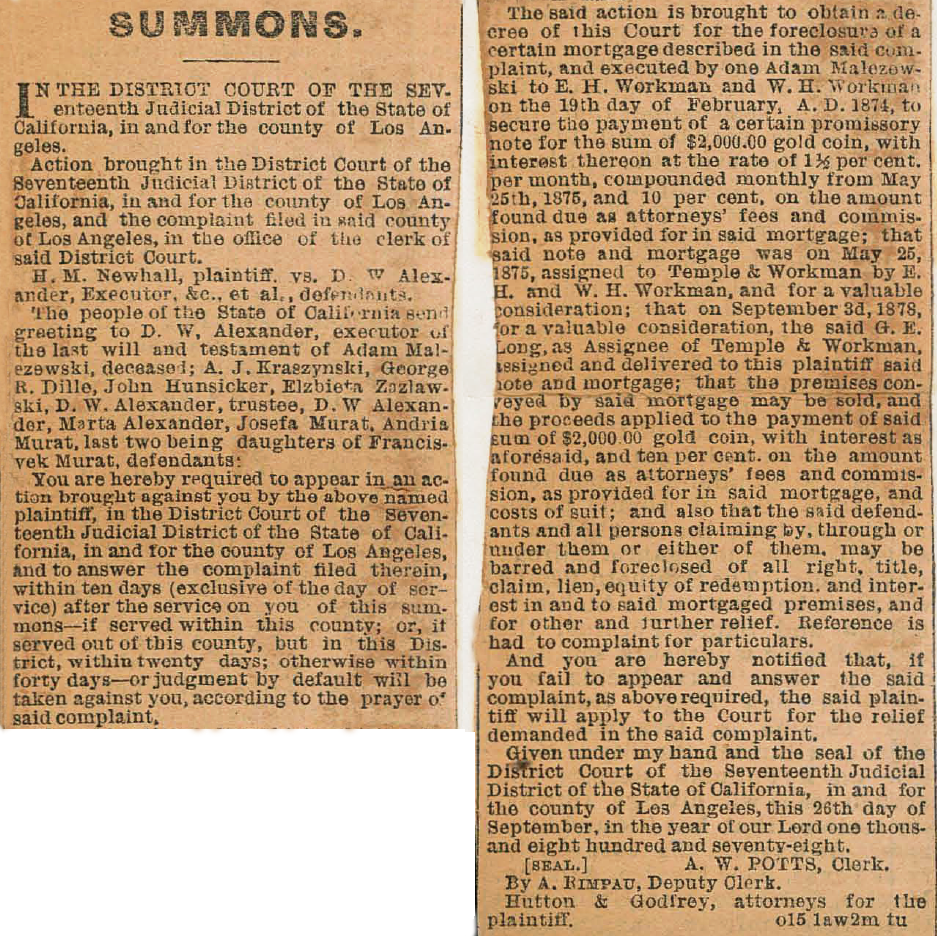 SUMMONS.
IN THE DISTRICT COURT OF THE SEV-
enteenth Judicial District of the State of
California, in and for the county of Los An-
geles.
Action brought in the District Court of the
Seventeenth Judicial District of the State of
California, in and for the county of Los An-
geles, and the complaint filed in said county
of Los Angeles, in the office of the clerk of
said District Court.
H. M. Newhall, plaintiff. vs. D. W Alex-
ander, Executor, &c., et al., defendants.
The people of the State of California send
greeting to D. W, Alexander, executor of
the last will and testament of Adam Mal-
ezewski, deceased; A. J. Kraszynski, George
R. Dille, John Hunsicker, Elzbieta Zazlaw-
ski, D. W. Alexander, trustee, D. W Alexan-
der, Marta Alexander, Josefa Murat, Andria
Murat, last two being daughters of Francis-
vek Murat, defendants:
You are hereby required to appear in an ac-
tion brought against you by the above named
plaintiff, in the District Court of the Seven-
teenth Judicial District of the State of Cali-
fornia, in and for the county of Los Angeles,
and to answer the complaint filed therein,
within ten days (exclusive of the day of ser-
vice) after the service on you of this sum-
mons—if served within this county; or, if
served out of this county, but in this Dis-
trict, within twenty days; otherwise within
forty days—or judgment by default will be
taken against you, according to the prayer of
said complaint.
The said action is brought to obtain a de-
cree of this Court for the foreclosure of a
certain mortgage described in the said com-
plaint, and executed by one Adam Malezew-
ski to E. H. Workman and W. H. Workman
on the 19th day of February, A. D. 1874, to
secure the payment of a certain promissory
note for the sum of $2,000.00 gold coin, with
interest thereon at the rate of 1½ per cent.
per month, compounded monthly from May
25th, 1875, and 10 per cent, on the amount
found due as attorneys' fees and commis-
sion, as provided for in said mortgage; that
said note and mortgage was on May 25,
1875, assigned to Temple & Workman by E.
H. and W. H. Workman, and for a valuable
consideration; that on September 3d, 1878,
for a valuable consideration, the said G. E.
Long, as Assignee of Temple & Workman,
assigned and delivered to this plaintiff said
note and mortgage; that the premises con-
veyed by said mortgage may be sold, and
the proceeds applied to the payment of said
sum of $2,000.00 gold coin, with interest as
aforesaid, and ten per cent. on the amount
found due as attorneys' fees and commis-
sion, as provided for in said mortgage, and
costs of suit; and also that the said defend-
ants and all persons claiming by, through or
under them or either of them, may be
barred and foreclosed of all right, title,
claim, lien, equity of redemption, and inter-
est in and to said mortgaged premises, and
for other and further relief. Reference is
had to complaint for particulars.
And you are hereby notified that, if
you fail to appear and answer the said
complaint, as above required, the said plain-
tiff will apply to the Court for the relief
demanded in the said complaint.
Given under my hand and the seal of the
District Court of the Seventeenth Judicial
District of the State of California, in and for
the county of Los Angeles, this 26th day of
September, in the year of our Lord one thous-
and eight hundred and seventy-eight.
[SEAL.] A. W. POTTS, Clerk.
By A. RIMPAU, Deputy Clerk.
Hutton & Godfrey, attorneys for the
plaintiff. o15 1aw2m tu